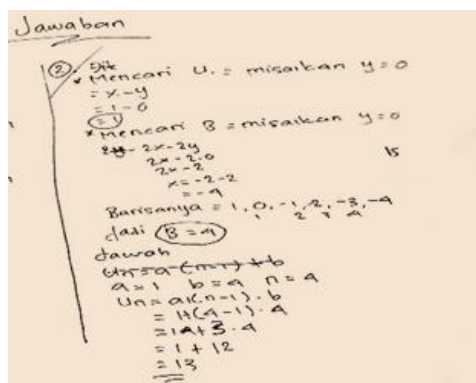 Jawaban
②. Dik
* Mencari U₁ = misalkan y = 0
= x - y
= 1 - 0
= 1
* Mencari B = misalkan y = 0
2y - 2x - 2y
2x - 2.0
2x - 2
x = -2 - 2
= -4
15
Barisanya = 1, 0, -1, -2, -3, -4
1 2 3 4
Jadi B = 4
Jawab
Un = a (n-1) + b
a = 1 b = 4 n = 4
Un = a+(n-1) . b
= 1+(4-1) . 4
= 1+3 . 4
= 1 + 12
= 13